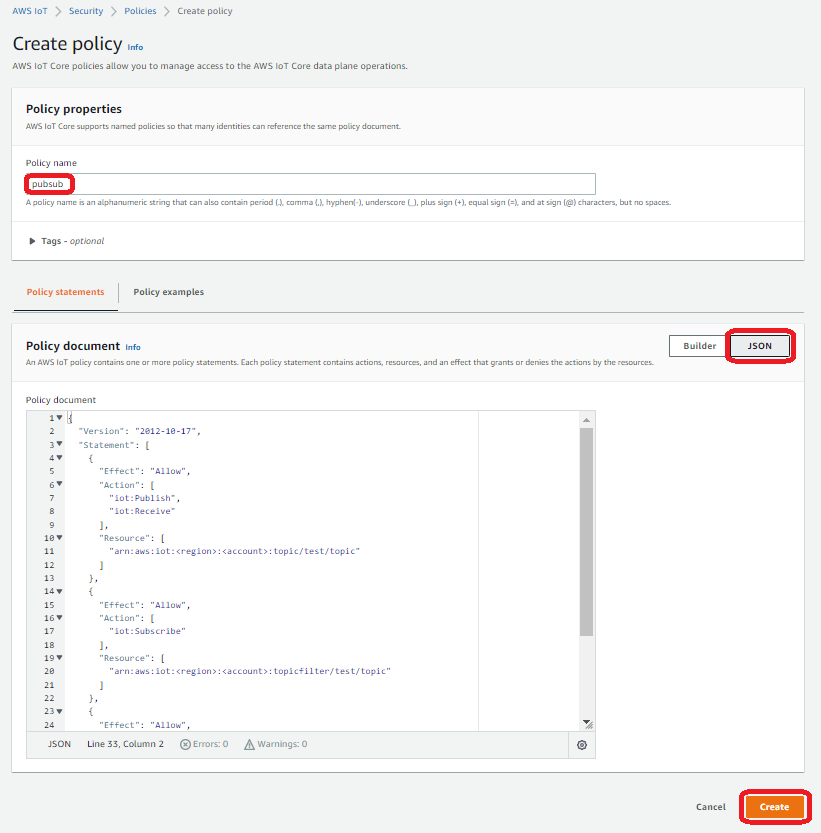 AWS IoT > Security > Policies > Create policy
Create policy Info
AWS IoT Core policies allow you to manage access to the AWS IoT Core data plane operations.
Policy properties
AWS IoT Core supports named policies so that many identities can reference the same policy document.
Policy name
pubsub
A policy name is an alphanumeric string that can also contain period (.), comma (,), hyphen(-), underscore (_), plus sign (+), equal sign (=), and at sign (@) characters, but no spaces.
Tags - optional
Policy statements Policy examples
Policy document Info
An AWS IoT policy contains one or more policy statements. Each policy statement contains actions, resources, and an effect that grants or denies the actions by the resources.
Builder JSON
Policy document
1 {
2 "Version": "2012-10-17",
3 "Statement": [
4 {
5 "Effect": "Allow",
6 "Action": [
7 "iot:Publish",
8 "iot:Receive"
9 ],
10 "Resource": [
11 "arn:aws:iot:<region>:<account>:topic/test/topic"
12 ]
13 },
14 {
15 "Effect": "Allow",
16 "Action": [
17 "iot:Subscribe"
18 ],
19 "Resource": [
20 "arn:aws:iot:<region>:<account>:topicfilter/test/topic"
21 ]
22 },
23 {
24 "Effect": "Allow",
JSON Line 33, Column 2 Errors: 0 Warnings: 0
Cancel Create